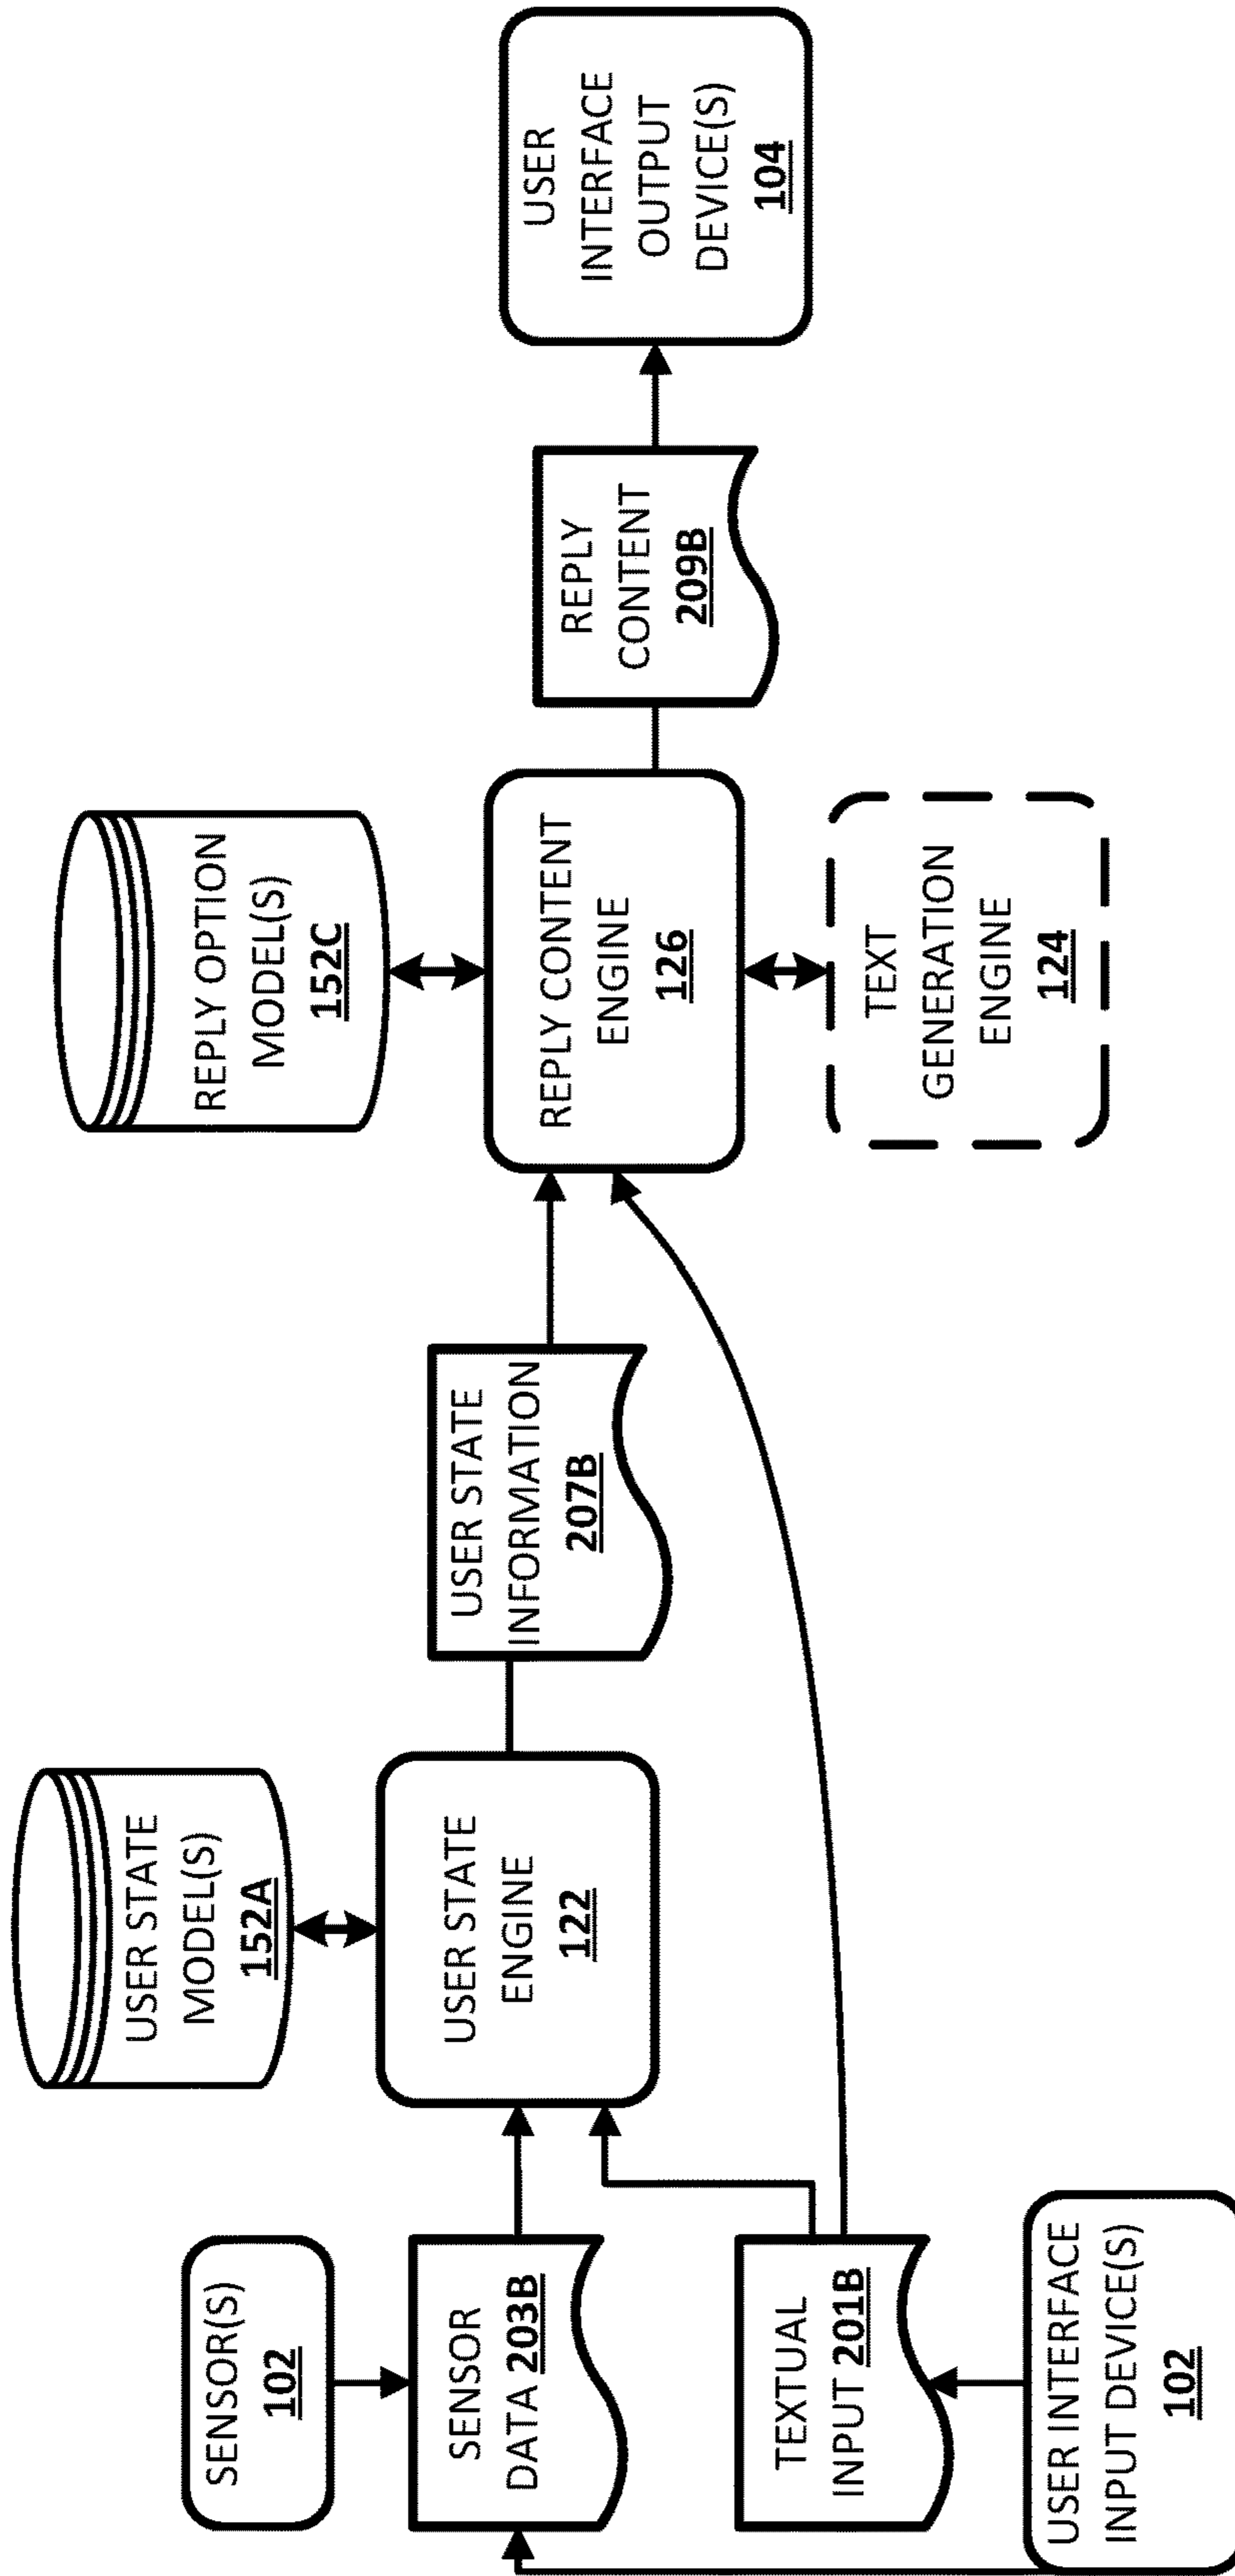 USER STATE
MODEL(S)
152A
REPLY OPTION
MODEL(S)
152C
SENSOR(S)
102
SENSOR
DATA 203B
USER STATE
ENGINE
122
USER STATE
INFORMATION
207B
REPLY CONTENT
ENGINE
126
REPLY
CONTENT
209B
USER
INTERFACE
OUTPUT
DEVICE(S)
104
TEXTUAL
INPUT 201B
TEXT
GENERATION
ENGINE
124
USER INTERFACE
INPUT DEVICE(S)
102